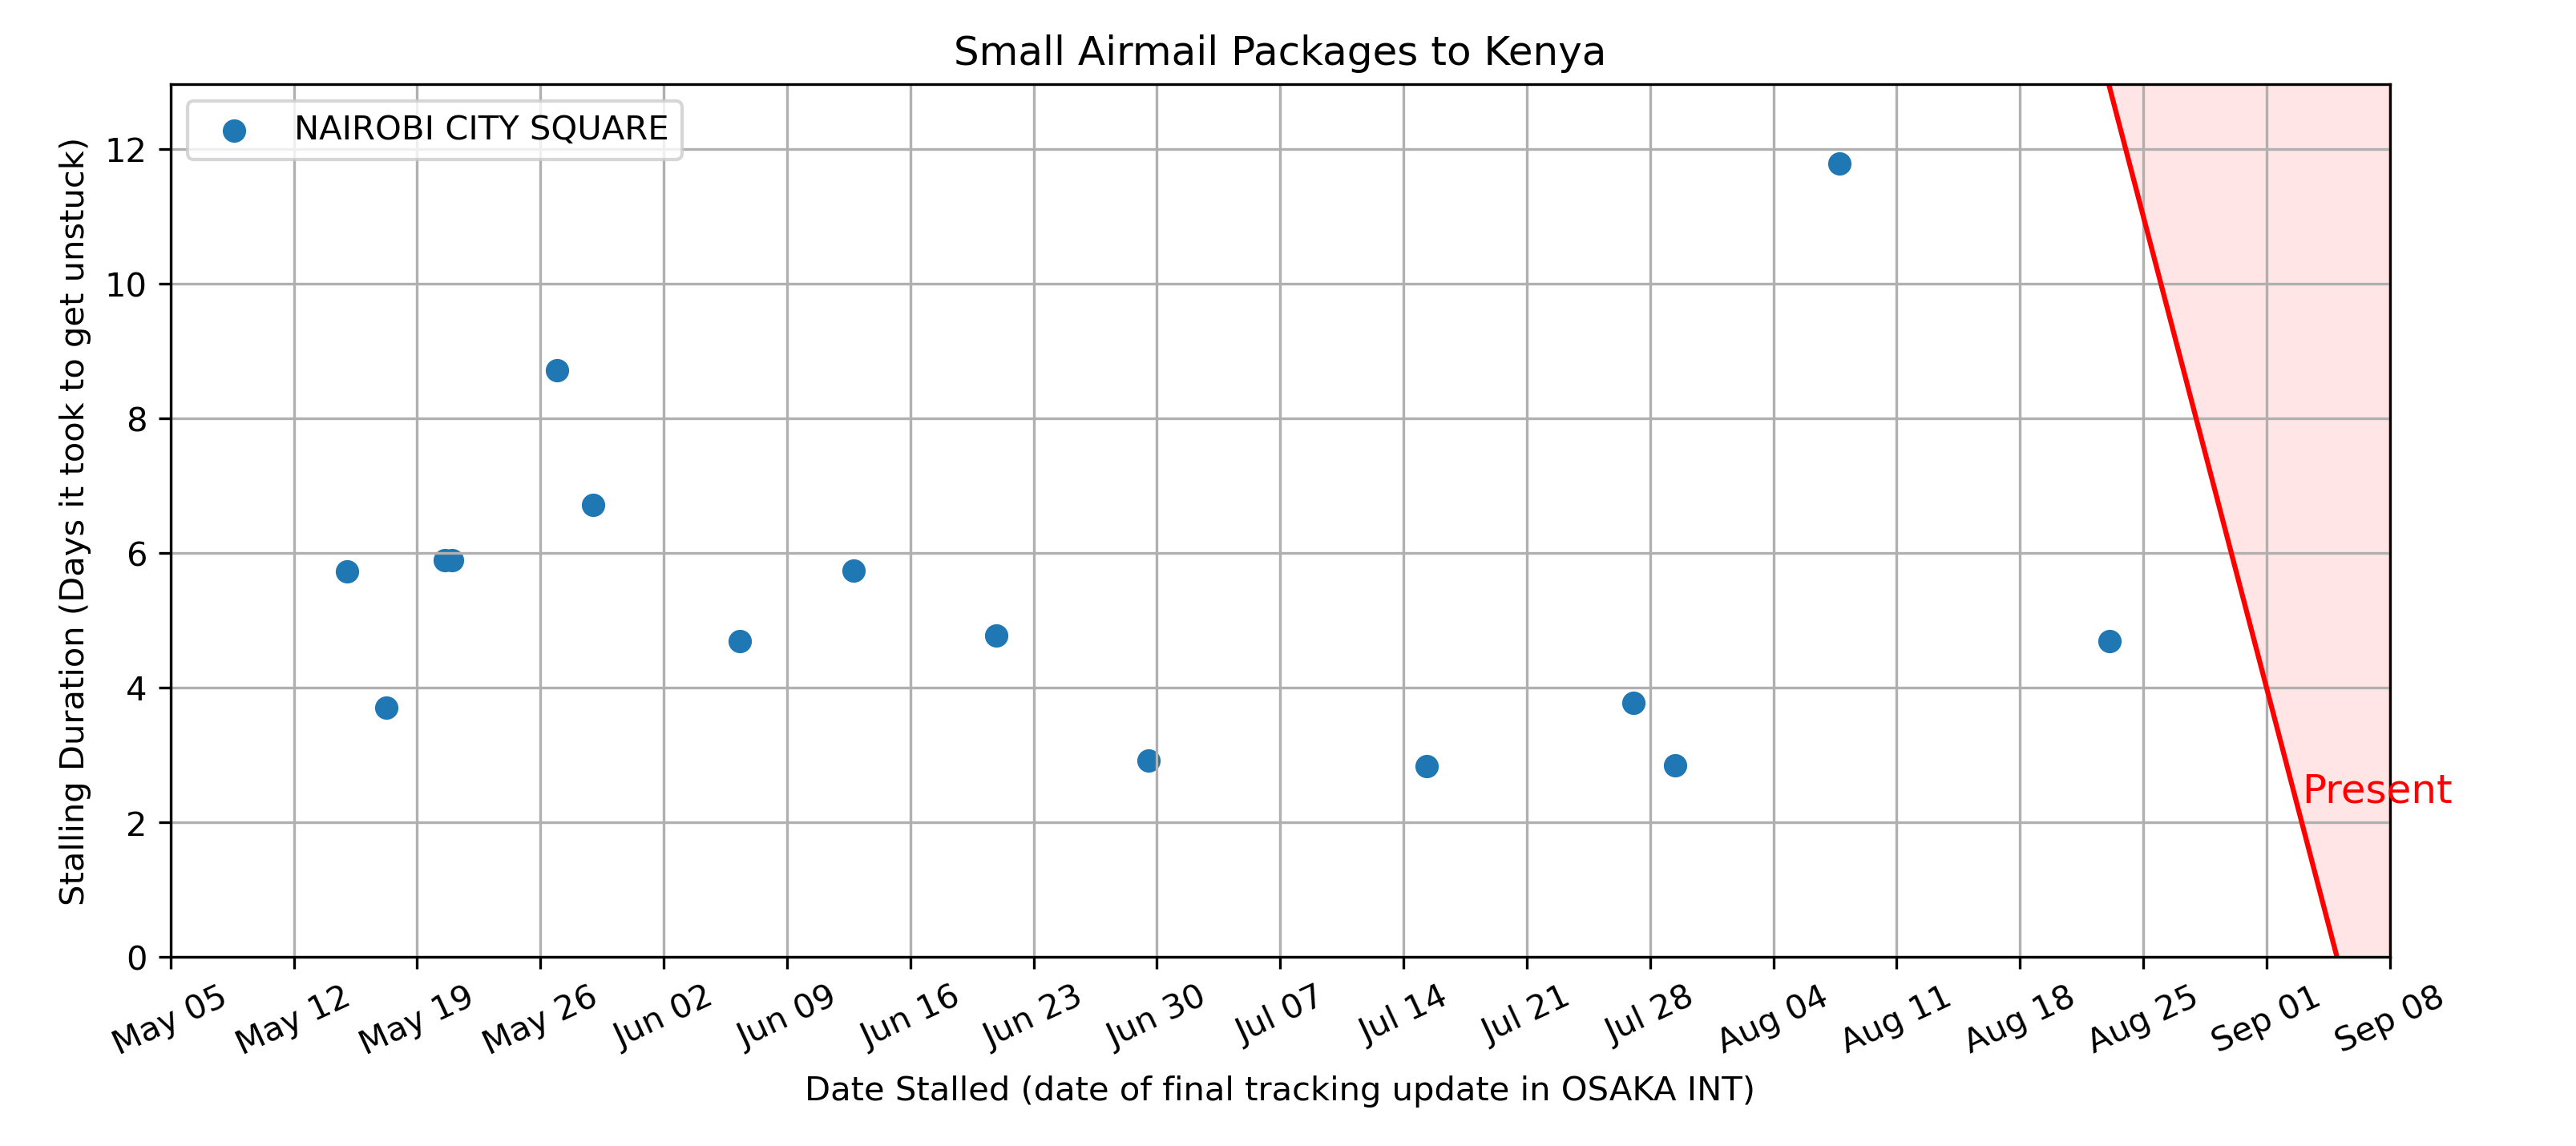 Small Airmail Packages to Kenya
NAIROBI CITY SQUARE
Stalling Duration (Days it took to get unstuck)
12
10
8
6
4
2
0
Present
May 05
May 12
May 19
May 26
Jun 02
Jun 09
Jun 16
Jun 23
Jun 30
Jul 07
Jul 14
Jul 21
Jul 28
Aug 04
Aug 11
Aug 18
Aug 25
Sep 01
Sep 08
Date Stalled (date of final tracking update in OSAKA INT)